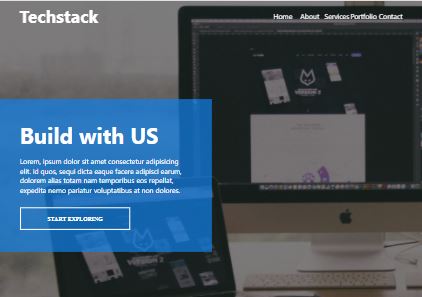 Techstack
Home About Services Portfolio Contact
Build with US
Lorem, ipsum dolor sit amet consectetur adipisicing
elit. id quos, sequi dicta eaque facere adipisci earum,
dolorem alias totam nam temporibus eos repellat,
expedita nemo pariatur voluptatibus at non dolores.
START EXPLORING
VERSION 2